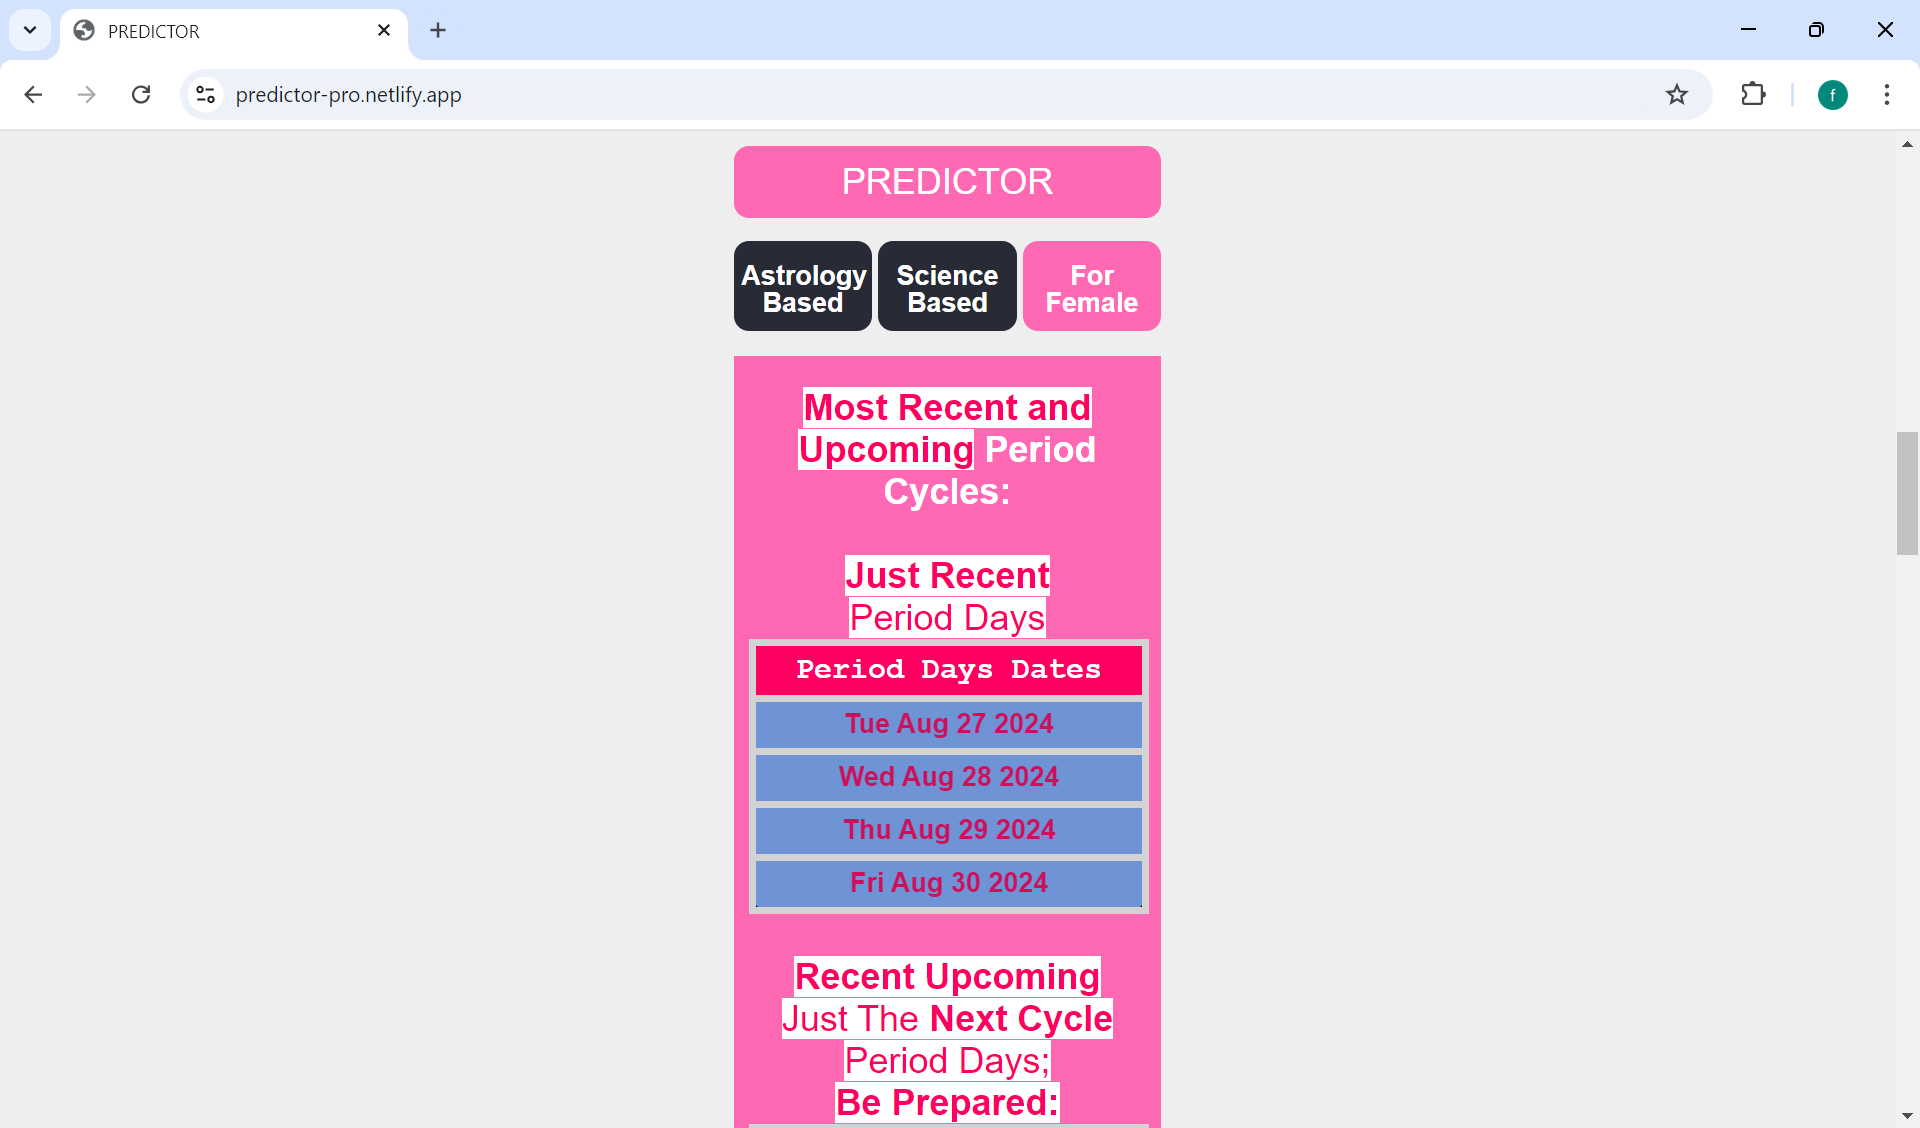 PREDICTOR
predictor-pro.netlify.app
f
PREDICTOR
Astrology
Based
Science
Based
For
Female
Most Recent and
Upcoming Period
Cycles:
Just Recent
Period Days
Period Days Dates
Tue Aug 27 2024
Wed Aug 28 2024
Thu Aug 29 2024
Fri Aug 30 2024
Recent Upcoming
Just The Next Cycle
Period Days;
Be Prepared: